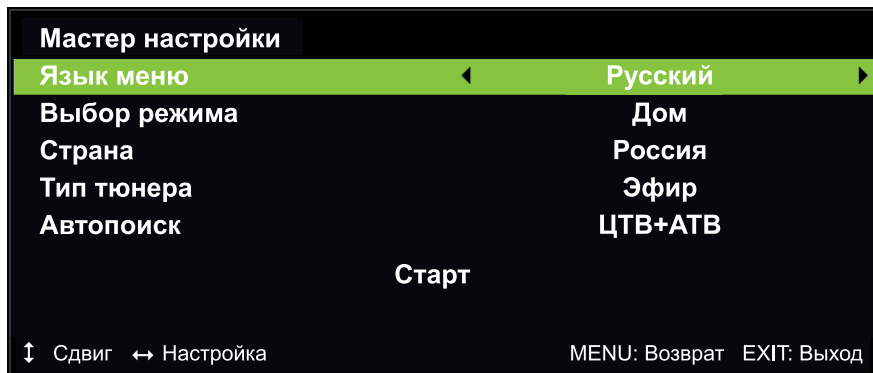 Мастер настройки
Язык меню Русский
Выбор режима Дом
Страна Россия
Тип тюнера Эфир
Автопоиск ЦТВ+АТВ
Старт
Сдвиг Настройка MENU: Возврат EXIT: Выход